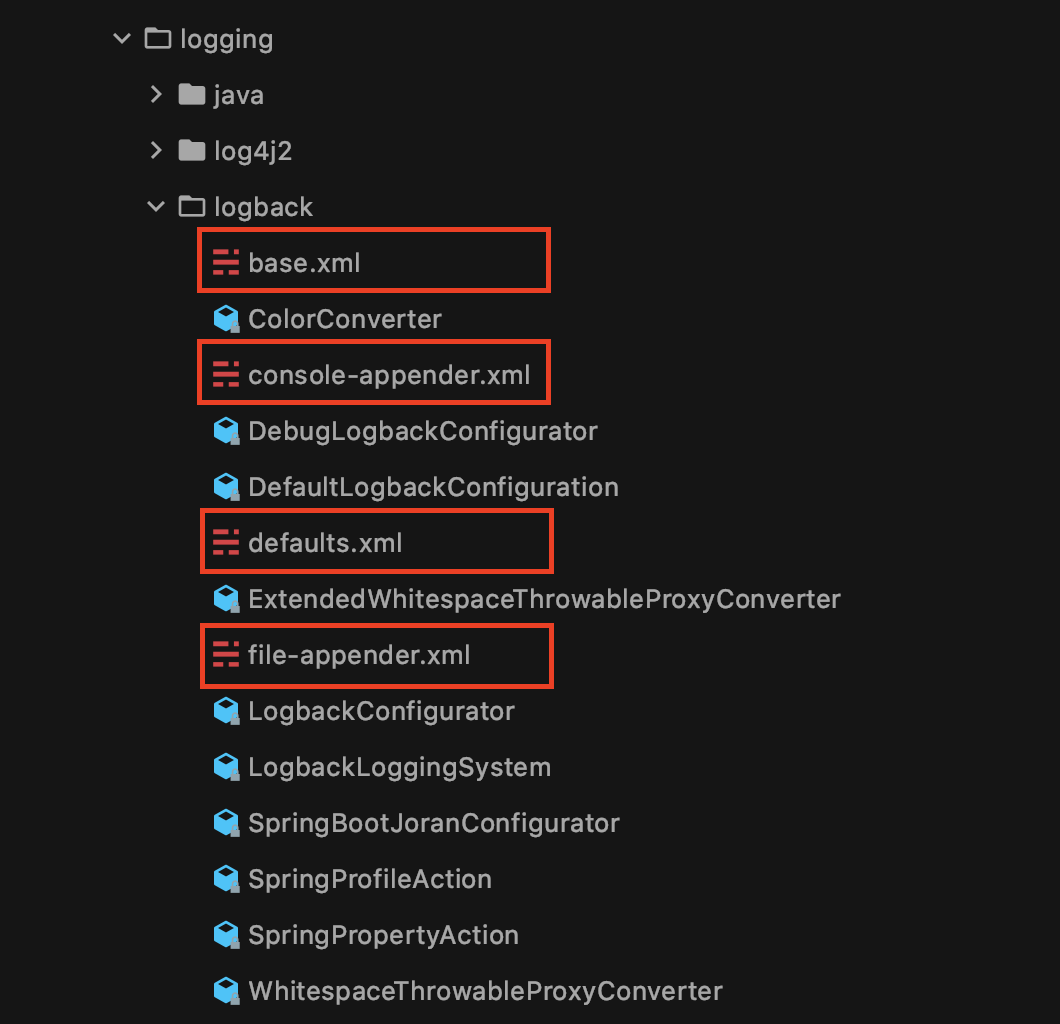 logging
java
log4j2
logback
base.xml
ColorConverter
console-appender.xml
DebugLogbackConfigurator
DefaultLogbackConfiguration
defaults.xml
ExtendedWhitespaceThrowableProxyConverter
file-appender.xml
LogbackConfigurator
LogbackLoggingSystem
SpringBootJoranConfigurator
SpringProfileAction
SpringPropertyAction
WhitespaceThrowableProxyConverter